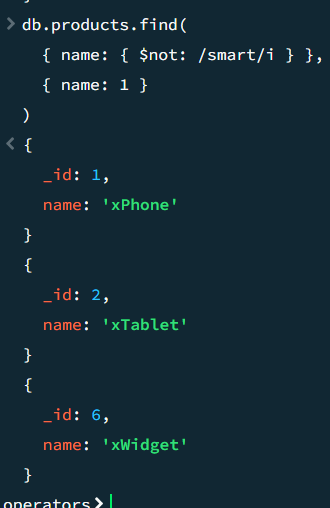 > db.products.find(
{ name: { $not: /smart/i } },
{ name: 1 }
)
< {
_id: 1,
name: 'xPhone'
}
{
_id: 2,
name: 'xTablet'
}
{
_id: 6,
name: 'xWidget'
}
operators>